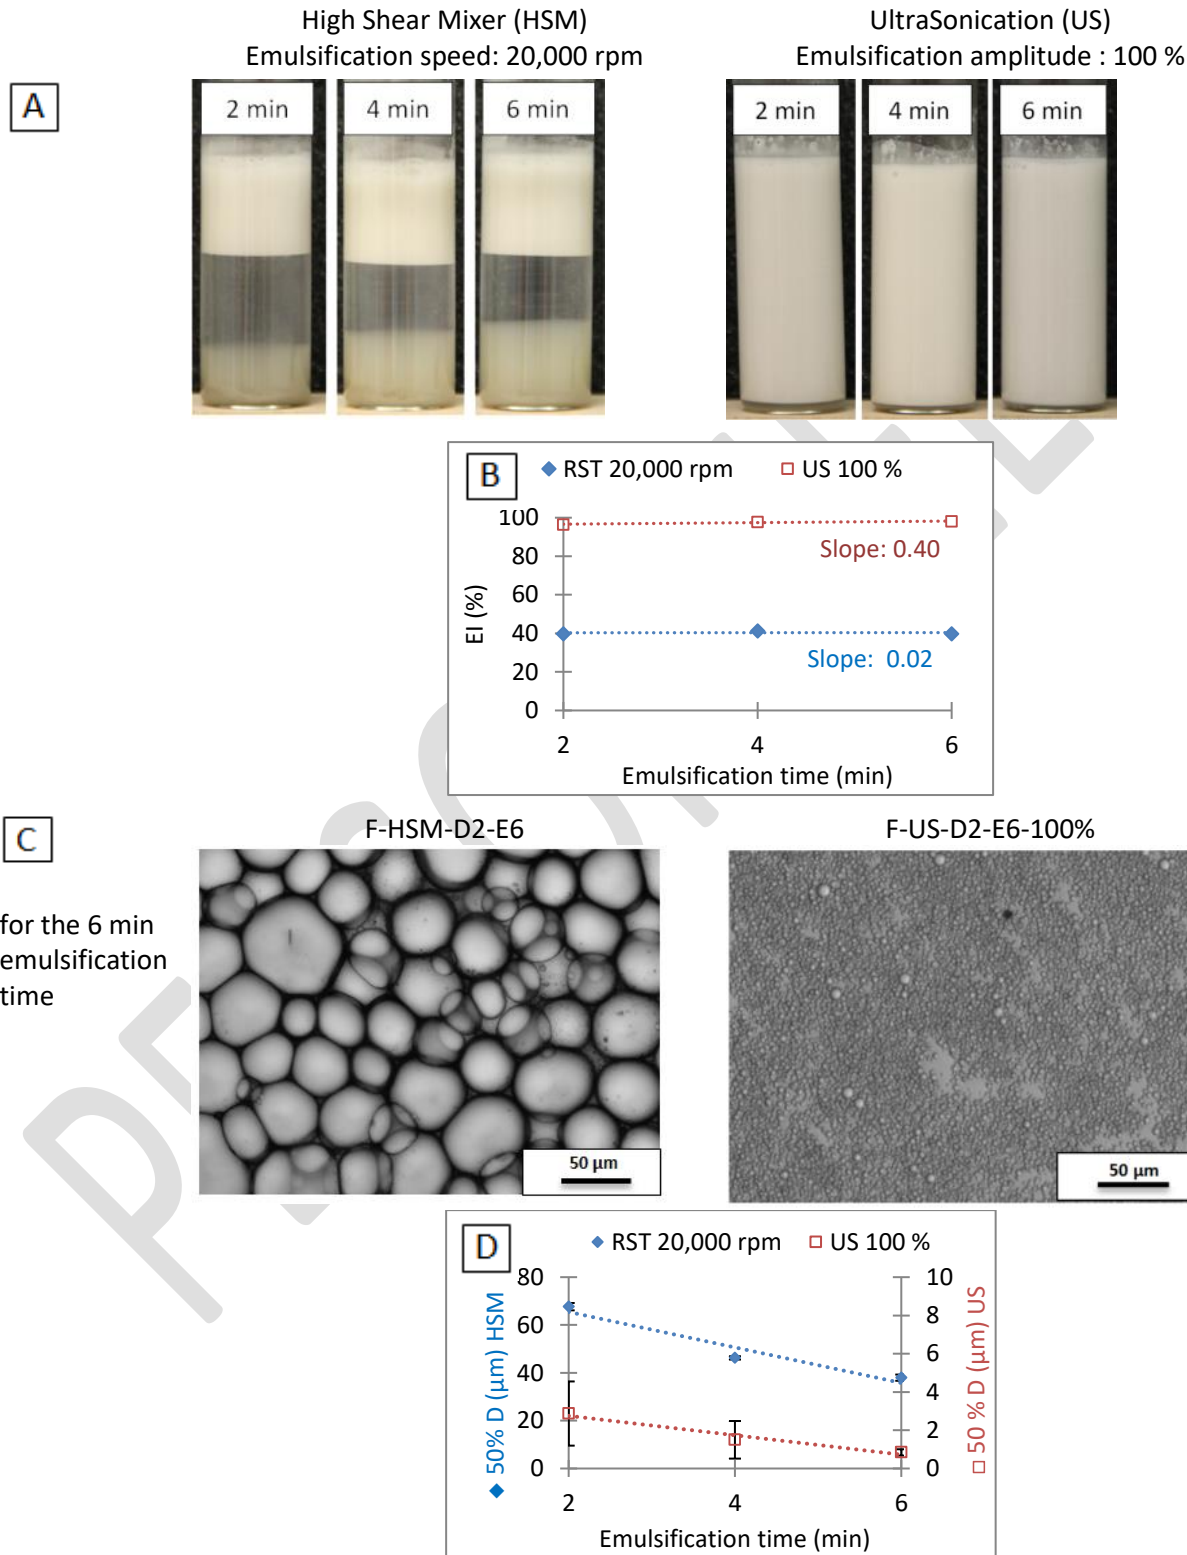 High Shear Mixer (HSM)
Emulsification speed: 20,000 rpm
UltraSonication (US)
Emulsification amplitude : 100 %
A
2 min
4 min
6 min
2 min
4 min
6 min
B
RST 20,000 rpm
US 100 %
100
80
60
40
20
0
EI (%)
Slope: 0.40
Slope: 0.02
2
4
6
Emulsification time (min)
C
for the 6 min
emulsification
time
F-HSM-D2-E6
F-US-D2-E6-100%
50 µm
50 µm
D
RST 20,000 rpm
US 100 %
80
60
40
20
0
50% D (µm) HSM
10
8
6
4
2
0
50 % D (µm) US
2
4
6
Emulsification time (min)